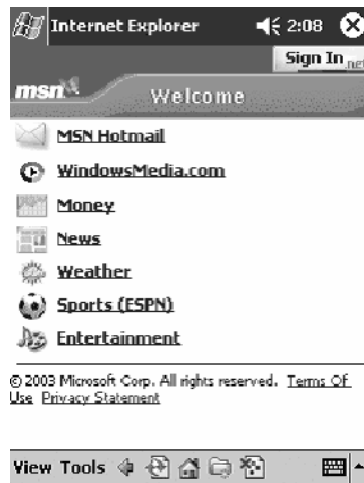 Internet Explorer 2:08
Sign In .net
msn
Welcome
MSN Hotmail
WindowsMedia.com
Money
News
Weather
Sports (ESPN)
Entertainment
© 2003 Microsoft Corp. All rights reserved. Terms Of
Use Privacy Statement
View Tools